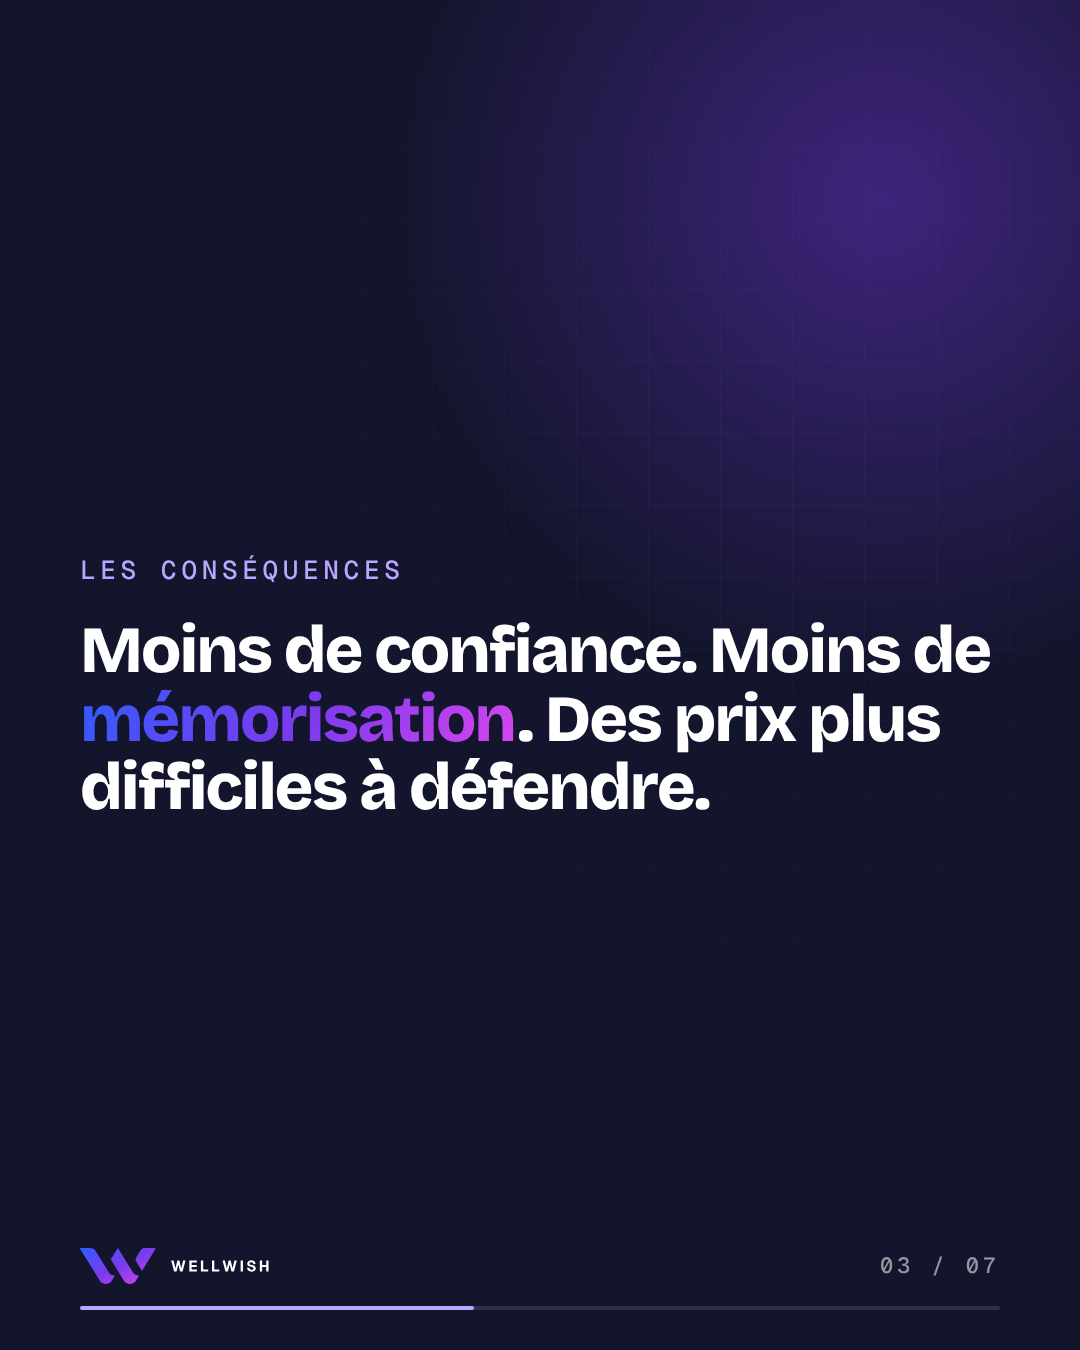 LES CONSÉQUENCES
Moins de confiance. Moins de
mémorisation. Des prix plus
difficiles à défendre.
WELLWISH
03 / 07